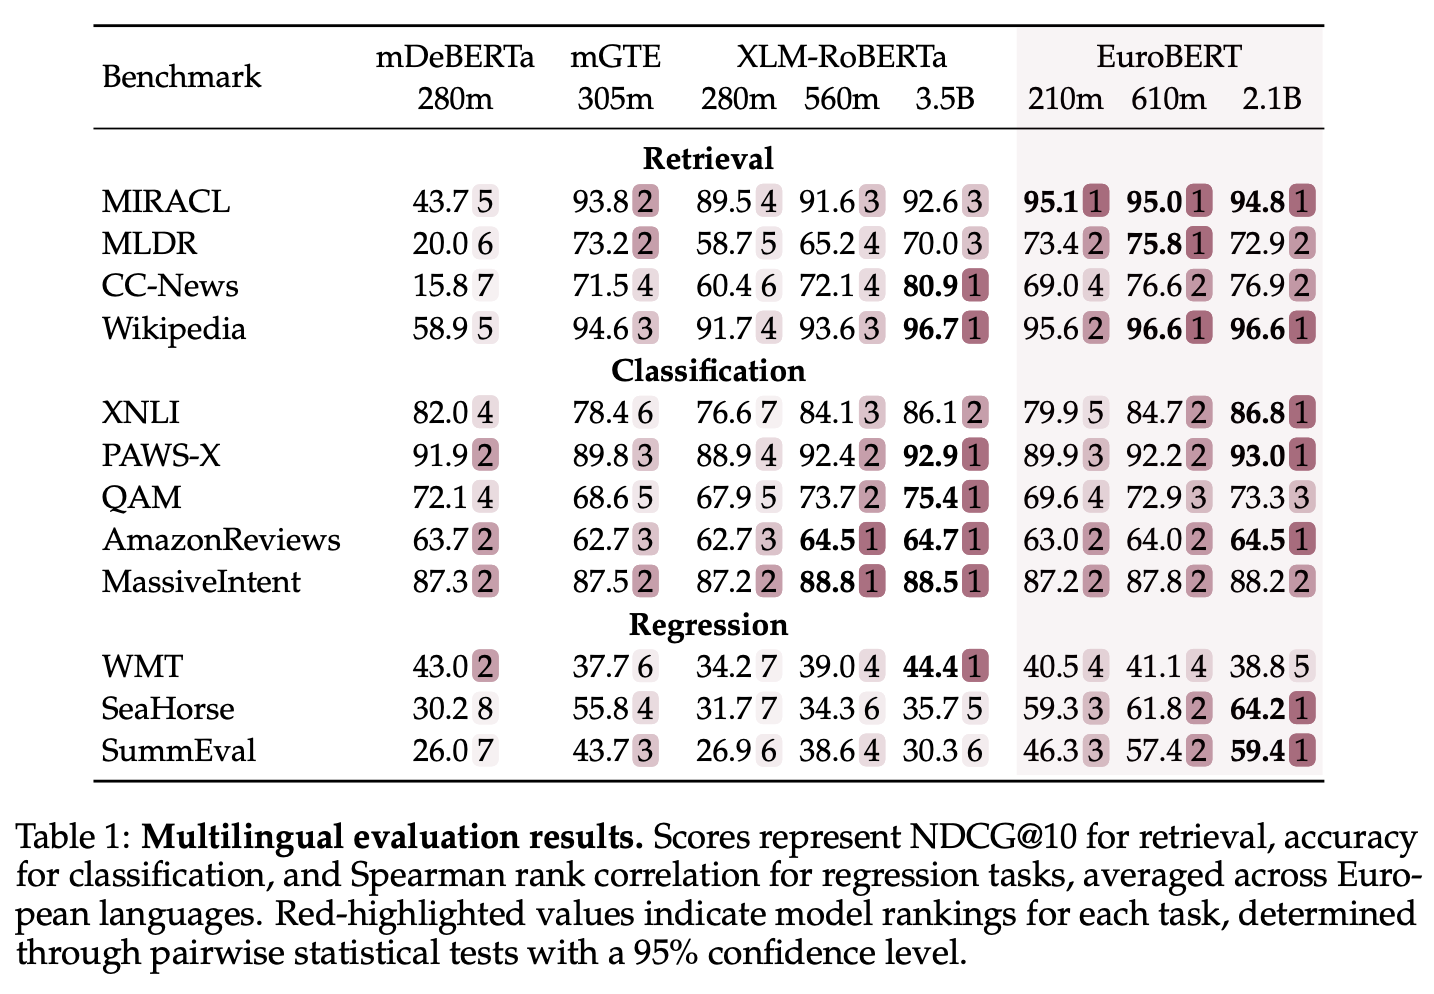 Benchmark mDeBERTa mGTE XLM-RoBERTa EuroBERT
280m 305m 280m 560m 3.5B 210m 610m 2.1B
Retrieval
MIRACL 43.7 5 93.8 2 89.5 4 91.6 3 92.6 3 95.1 1 95.0 1 94.8 1
MLDR 20.0 6 73.2 2 58.7 5 65.2 4 70.0 3 73.4 2 75.8 1 72.9 2
CC-News 15.8 7 71.5 4 60.4 6 72.1 4 80.9 1 69.0 4 76.6 2 76.9 2
Wikipedia 58.9 5 94.6 3 91.7 4 93.6 3 96.7 1 95.6 2 96.6 1 96.6 1
Classification
XNLI 82.0 4 78.4 6 76.6 7 84.1 3 86.1 2 79.9 5 84.7 2 86.8 1
PAWS-X 91.9 2 89.8 3 88.9 4 92.4 2 92.9 1 89.9 3 92.2 2 93.0 1
QAM 72.1 4 68.6 5 67.9 5 73.7 2 75.4 1 69.6 4 72.9 3 73.3 3
AmazonReviews 63.7 2 62.7 3 62.7 3 64.5 1 64.7 1 63.0 2 64.0 2 64.5 1
MassiveIntent 87.3 2 87.5 2 87.2 2 88.8 1 88.5 1 87.2 2 87.8 2 88.2 2
Regression
WMT 43.0 2 37.7 6 34.2 7 39.0 4 44.4 1 40.5 4 41.1 4 38.8 5
SeaHorse 30.2 8 55.8 4 31.7 7 34.3 6 35.7 5 59.3 3 61.8 2 64.2 1
SummEval 26.0 7 43.7 3 26.9 6 38.6 4 30.3 6 46.3 3 57.4 2 59.4 1
Table 1: Multilingual evaluation results. Scores represent NDCG@10 for retrieval, accuracy
for classification, and Spearman rank correlation for regression tasks, averaged across Euro-
pean languages. Red-highlighted values indicate model rankings for each task, determined
through pairwise statistical tests with a 95% confidence level.